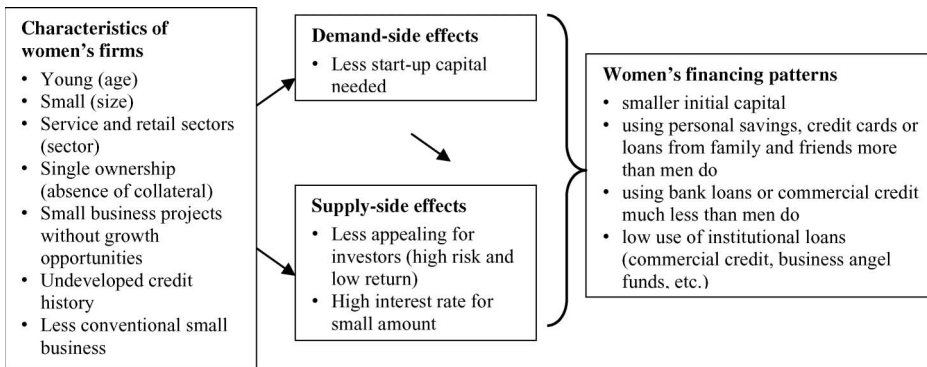 Characteristics of
women's firms
• Young (age)
• Small (size)
• Service and retail sectors
(sector)
• Single ownership
(absence of collateral)
• Small business projects
without growth
opportunities
• Undeveloped credit
history
• Less conventional small
business
Demand-side effects
• Less start-up capital
needed
Supply-side effects
• Less appealing for
investors (high risk and
low return)
• High interest rate for
small amount
Women's financing patterns
• smaller initial capital
• using personal savings, credit cards or
loans from family and friends more
than men do
• using bank loans or commercial credit
much less than men do
• low use of institutional loans
(commercial credit, business angel
funds, etc.)